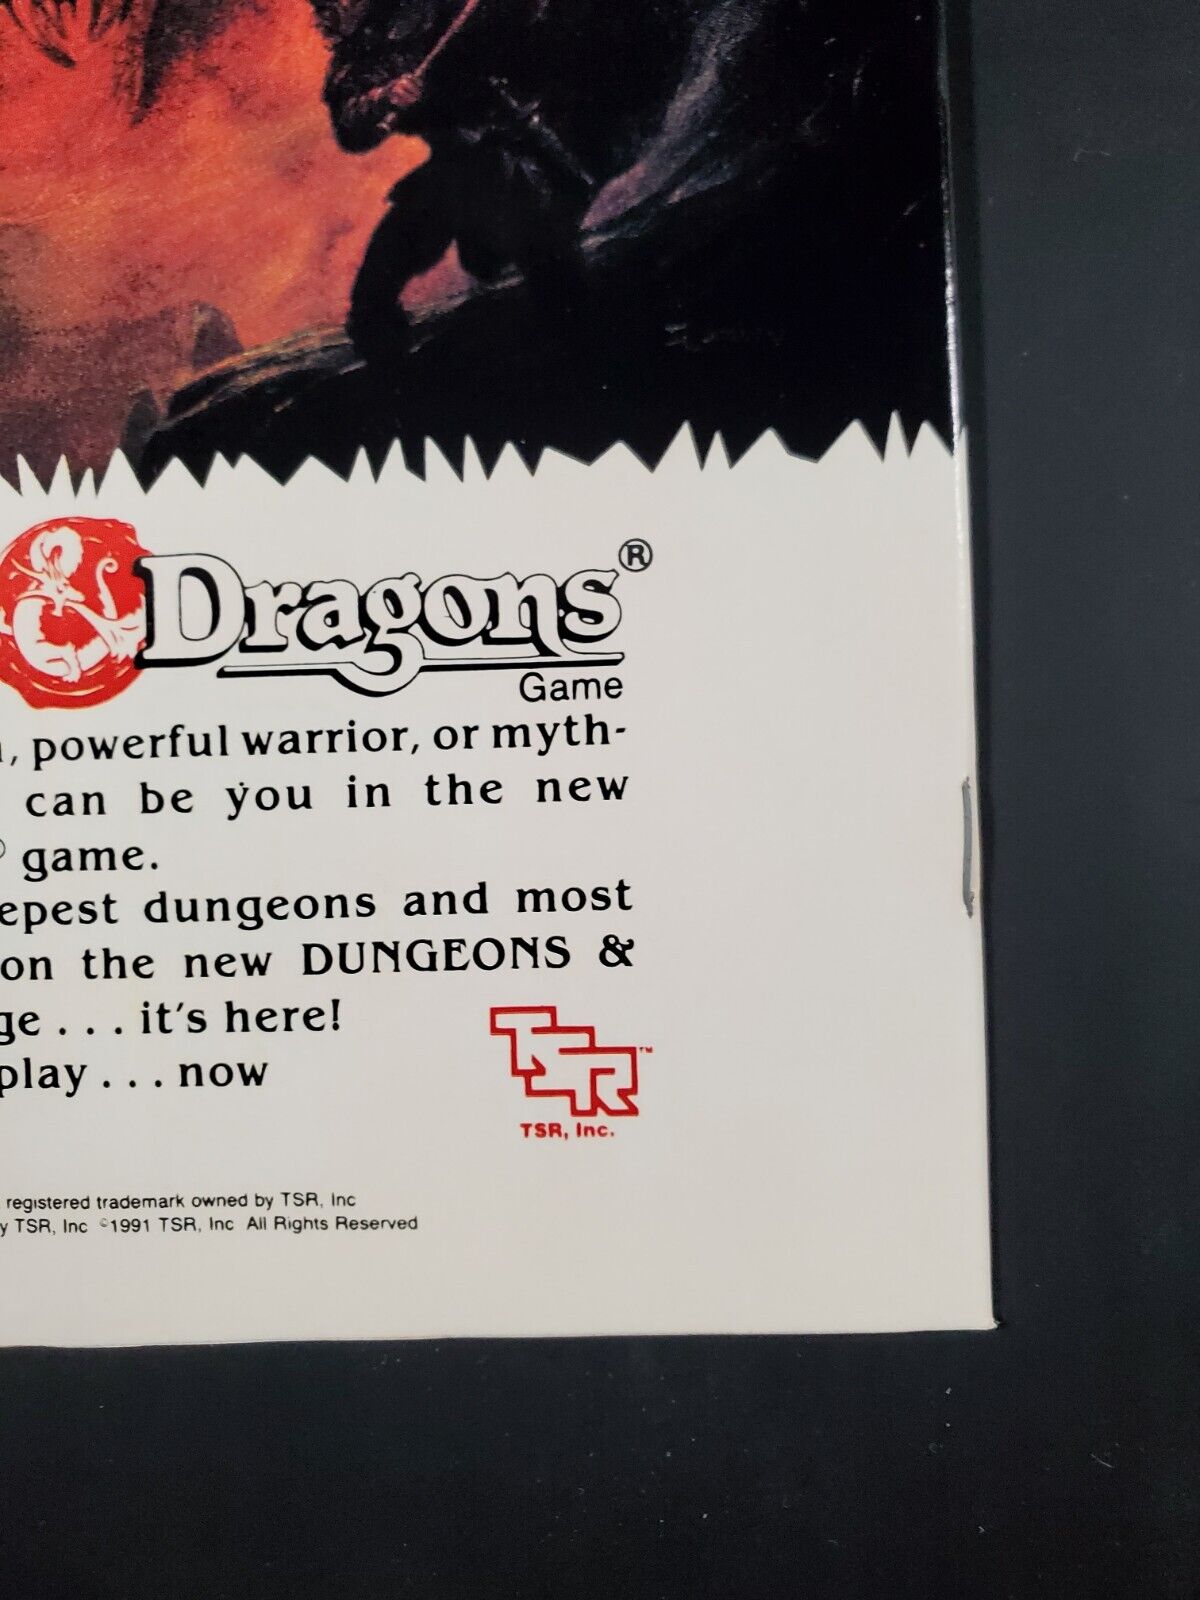 & Dragons®
Game
, powerful warrior, or myth-
can be you in the new
® game.
epest dungeons and most
on the new DUNGEONS &
ge . . . it's here!
play . . . now
TSR™
TSR, Inc.
registered trademark owned by TSR, Inc
y TSR, Inc ©1991 TSR, Inc All Rights Reserved